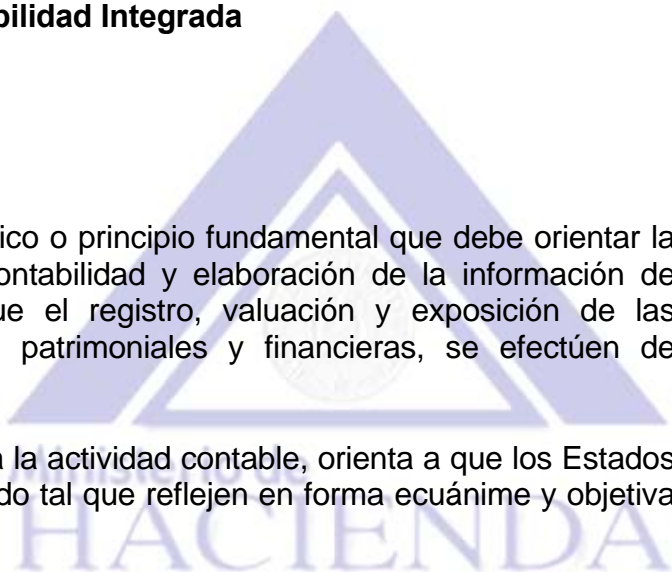 bilidad Integrada
ico o principio fundamental que debe orientar la
ontabilidad y elaboración de la información de
ue el registro, valuación y exposición de las
patrimoniales y financieras, se efectúen de
a la actividad contable, orienta a que los Estados
Ministerio de
do tal que reflejen en forma ecuánime y objetiva
HACIENDA